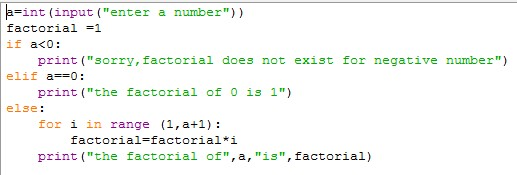 a=int(input("enter a number"))
factorial =1
if a<0:
    print("sorry,factorial does not exist for negative number")
elif a==0:
    print("the factorial of 0 is 1")
else:
    for i in range (1,a+1):
        factorial=factorial*i
    print("the factorial of",a,"is",factorial)